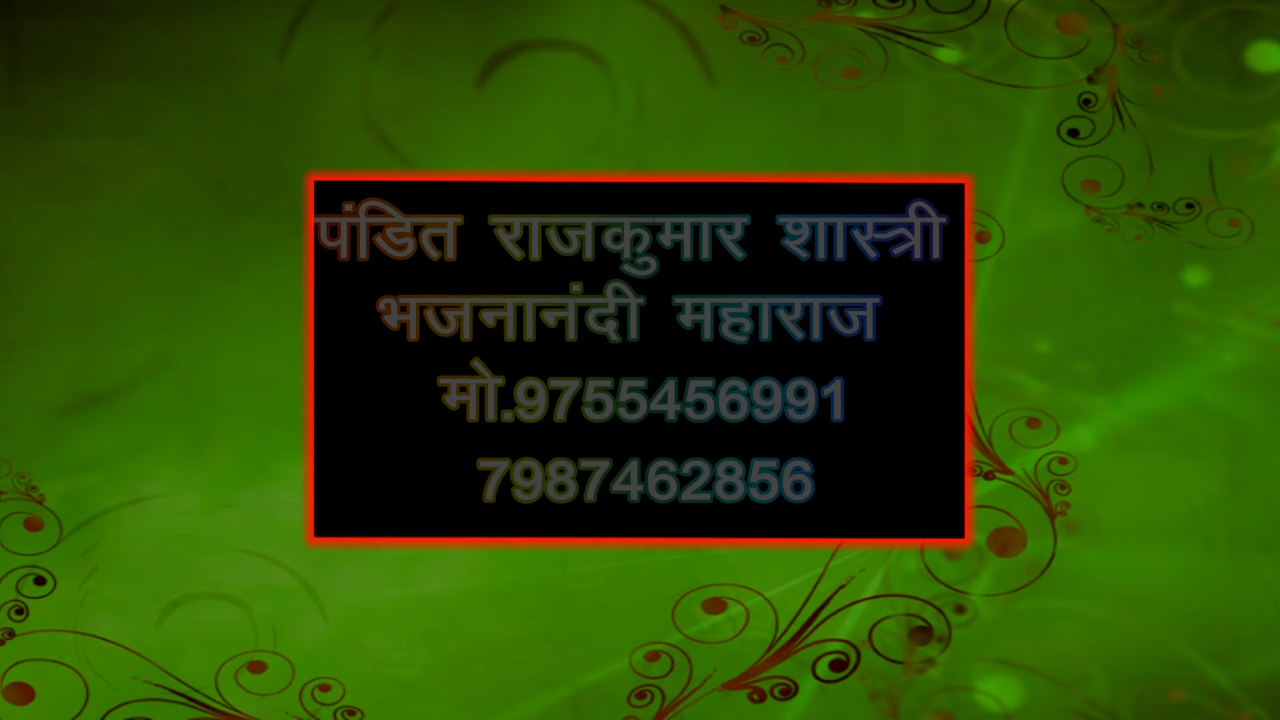 पंडित राजकुमार शास्त्री
भजनानंदी महाराज
मो.9755456991
7987462856